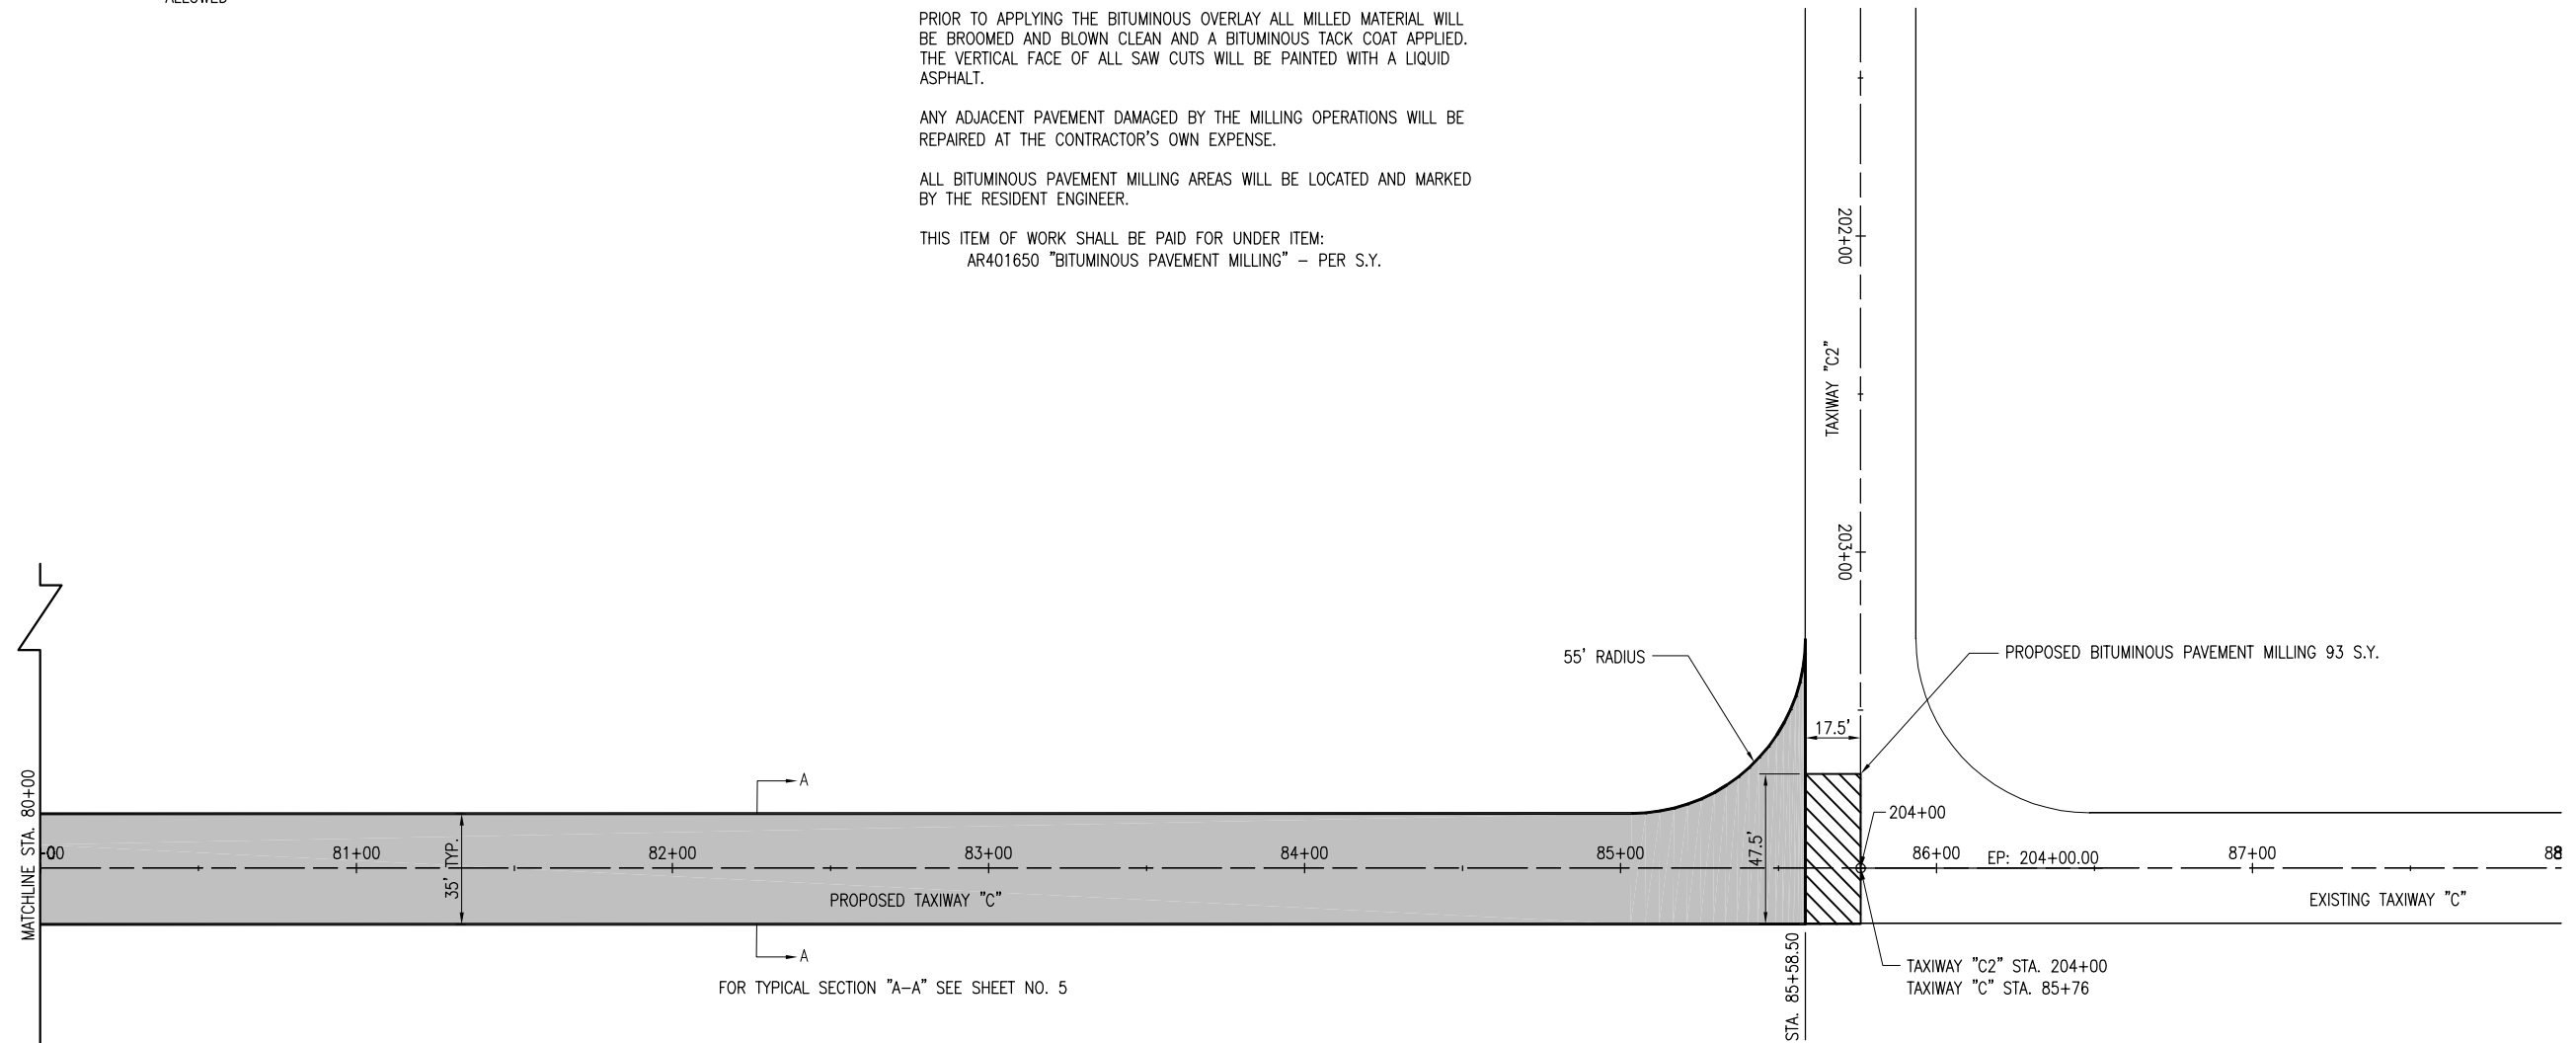 ALLOWED
PRIOR TO APPLYING THE BITUMINOUS OVERLAY ALL MILLED MATERIAL WILL
BE BROOMED AND BLOWN CLEAN AND A BITUMINOUS TACK COAT APPLIED.
THE VERTICAL FACE OF ALL SAW CUTS WILL BE PAINTED WITH A LIQUID
ASPHALT.
ANY ADJACENT PAVEMENT DAMAGED BY THE MILLING OPERATIONS WILL BE
REPAIRED AT THE CONTRACTOR'S OWN EXPENSE.
ALL BITUMINOUS PAVEMENT MILLING AREAS WILL BE LOCATED AND MARKED
BY THE RESIDENT ENGINEER.
THIS ITEM OF WORK SHALL BE PAID FOR UNDER ITEM:
AR401650 "BITUMINOUS PAVEMENT MILLING" – PER S.Y.
202+00
TAXIWAY "C2"
203+00
55' RADIUS
PROPOSED BITUMINOUS PAVEMENT MILLING 93 S.Y.
17.5'
47.5'
A
204+00
MATCHLINE STA. 80+00
35' TYP.
81+00
82+00
83+00
84+00
85+00
86+00
EP: 204+00.00
87+00
PROPOSED TAXIWAY "C"
EXISTING TAXIWAY "C"
A
FOR TYPICAL SECTION "A–A" SEE SHEET NO. 5
STA. 85+58.50
TAXIWAY "C2" STA. 204+00
TAXIWAY "C" STA. 85+76